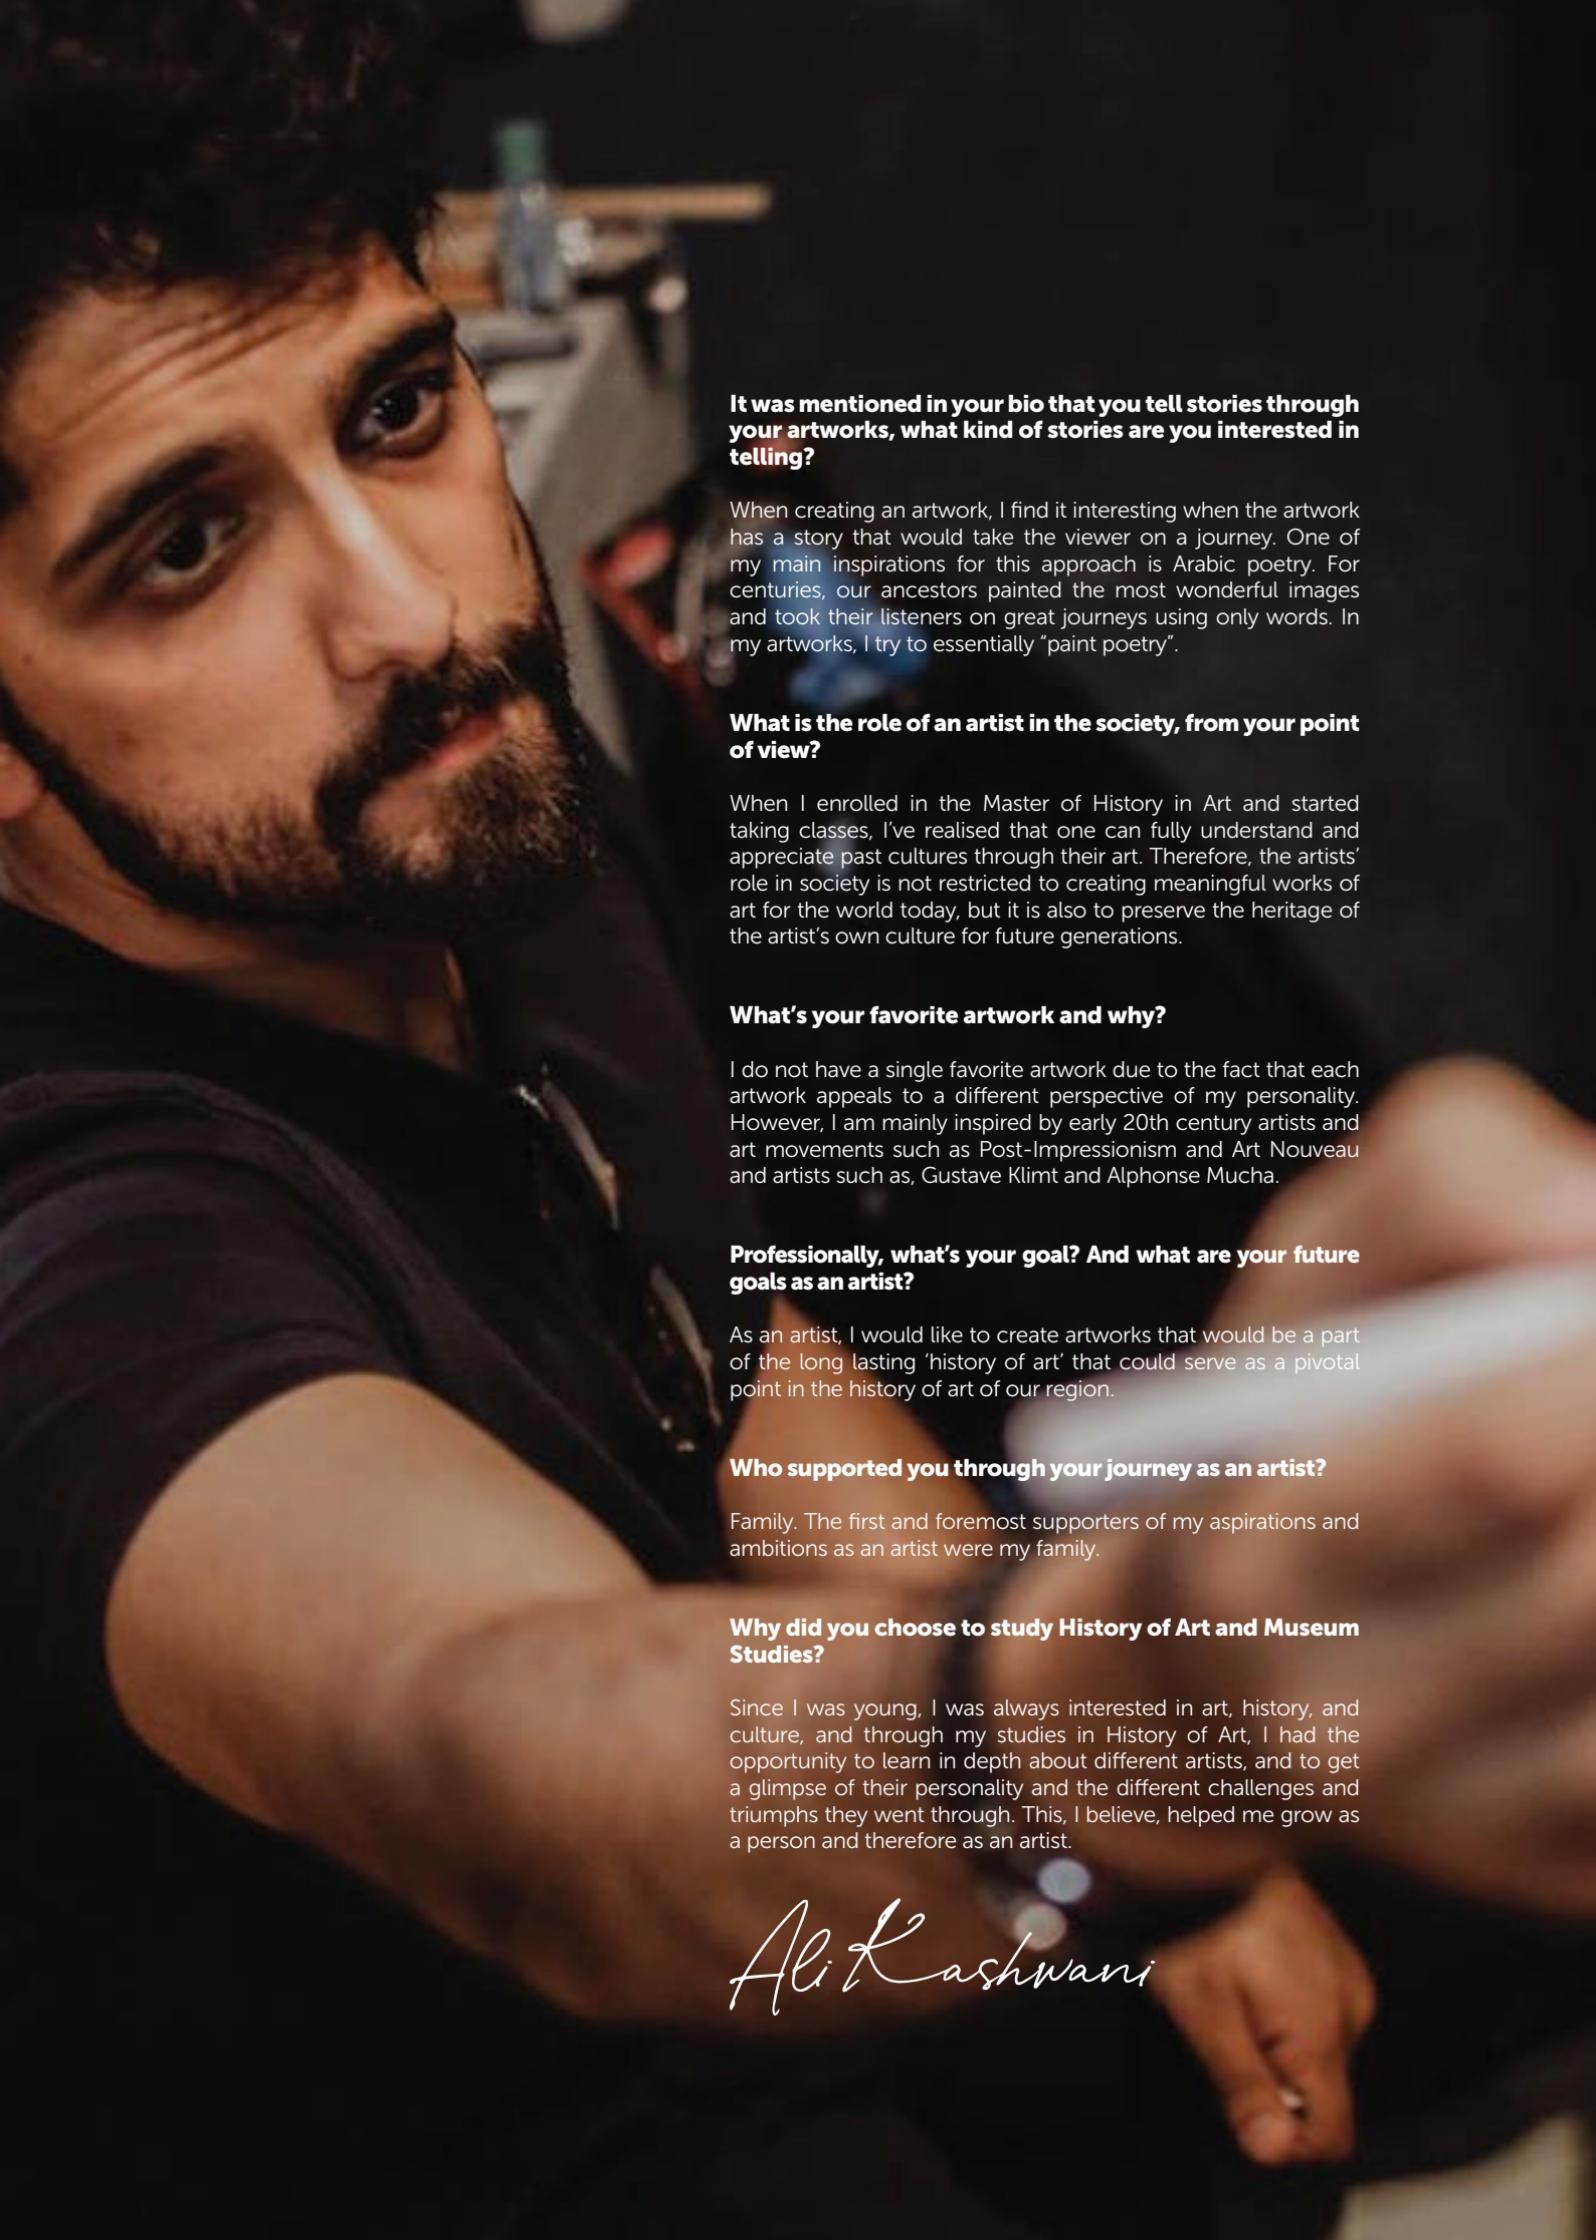 It was mentioned in your bio that you tell stories through
your artworks, what kind of stories are you interested in
telling?
When creating an artwork, I find it interesting when the artwork
has a story that would take the viewer on a journey. One of
my main inspirations for this approach is Arabic poetry. For
centuries, our ancestors painted the most wonderful images
and took their listeners on great journeys using only words. In
my artworks, I try to essentially “paint poetry”.
What is the role of an artist in the society, from your point
of view?
When I enrolled in the Master of History in Art and started
taking classes, I’ve realised that one can fully understand and
appreciate past cultures through their art. Therefore, the artists’
role in society is not restricted to creating meaningful works of
art for the world today, but it is also to preserve the heritage of
the artist’s own culture for future generations.
What’s your favorite artwork and why?
I do not have a single favorite artwork due to the fact that each
artwork appeals to a different perspective of my personality.
However, I am mainly inspired by early 20th century artists and
art movements such as Post-Impressionism and Art Nouveau
and artists such as, Gustave Klimt and Alphonse Mucha.
Professionally, what’s your goal? And what are your future
goals as an artist?
As an artist, I would like to create artworks that would be a part
of the long lasting ‘history of art’ that could serve as a pivotal
point in the history of art of our region.
Who supported you through your journey as an artist?
Family. The first and foremost supporters of my aspirations and
ambitions as an artist were my family.
Why did you choose to study History of Art and Museum
Studies?
Since I was young, I was always interested in art, history, and
culture, and through my studies in History of Art, I had the
opportunity to learn in depth about different artists, and to get
a glimpse of their personality and the different challenges and
triumphs they went through. This, I believe, helped me grow as
a person and therefore as an artist.
Ali Kashwani